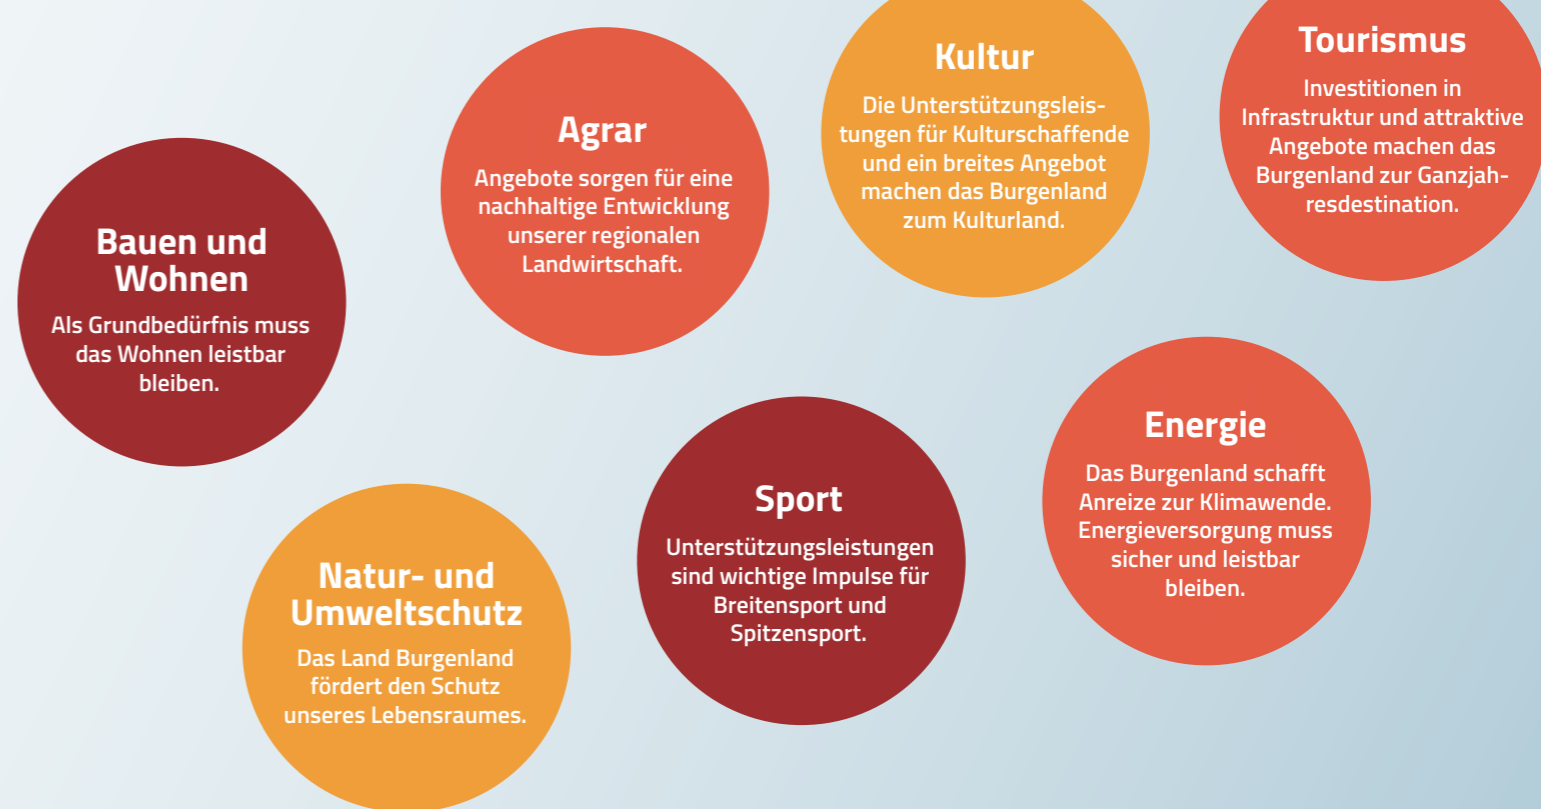 Bauen und
Wohnen
Als Grundbedürfnis muss
das Wohnen leistbar
bleiben.
Agrar
Angebote sorgen für eine
nachhaltige Entwicklung
unserer regionalen
Landwirtschaft.
Kultur
Die Unterstützungsleis-
tungen für Kulturschaffende
und ein breites Angebot
machen das Burgenland
zum Kulturland.
Tourismus
Investitionen in
Infrastruktur und attraktive
Angebote machen das
Burgenland zur Ganzjah-
resdestination.
Natur- und
Umweltschutz
Das Land Burgenland
fördert den Schutz
unseres Lebensraumes.
Sport
Unterstützungsleistungen
sind wichtige Impulse für
Breitensport und
Spitzensport.
Energie
Das Burgenland schafft
Anreize zur Klimawende.
Energieversorgung muss
sicher und leistbar
bleiben.